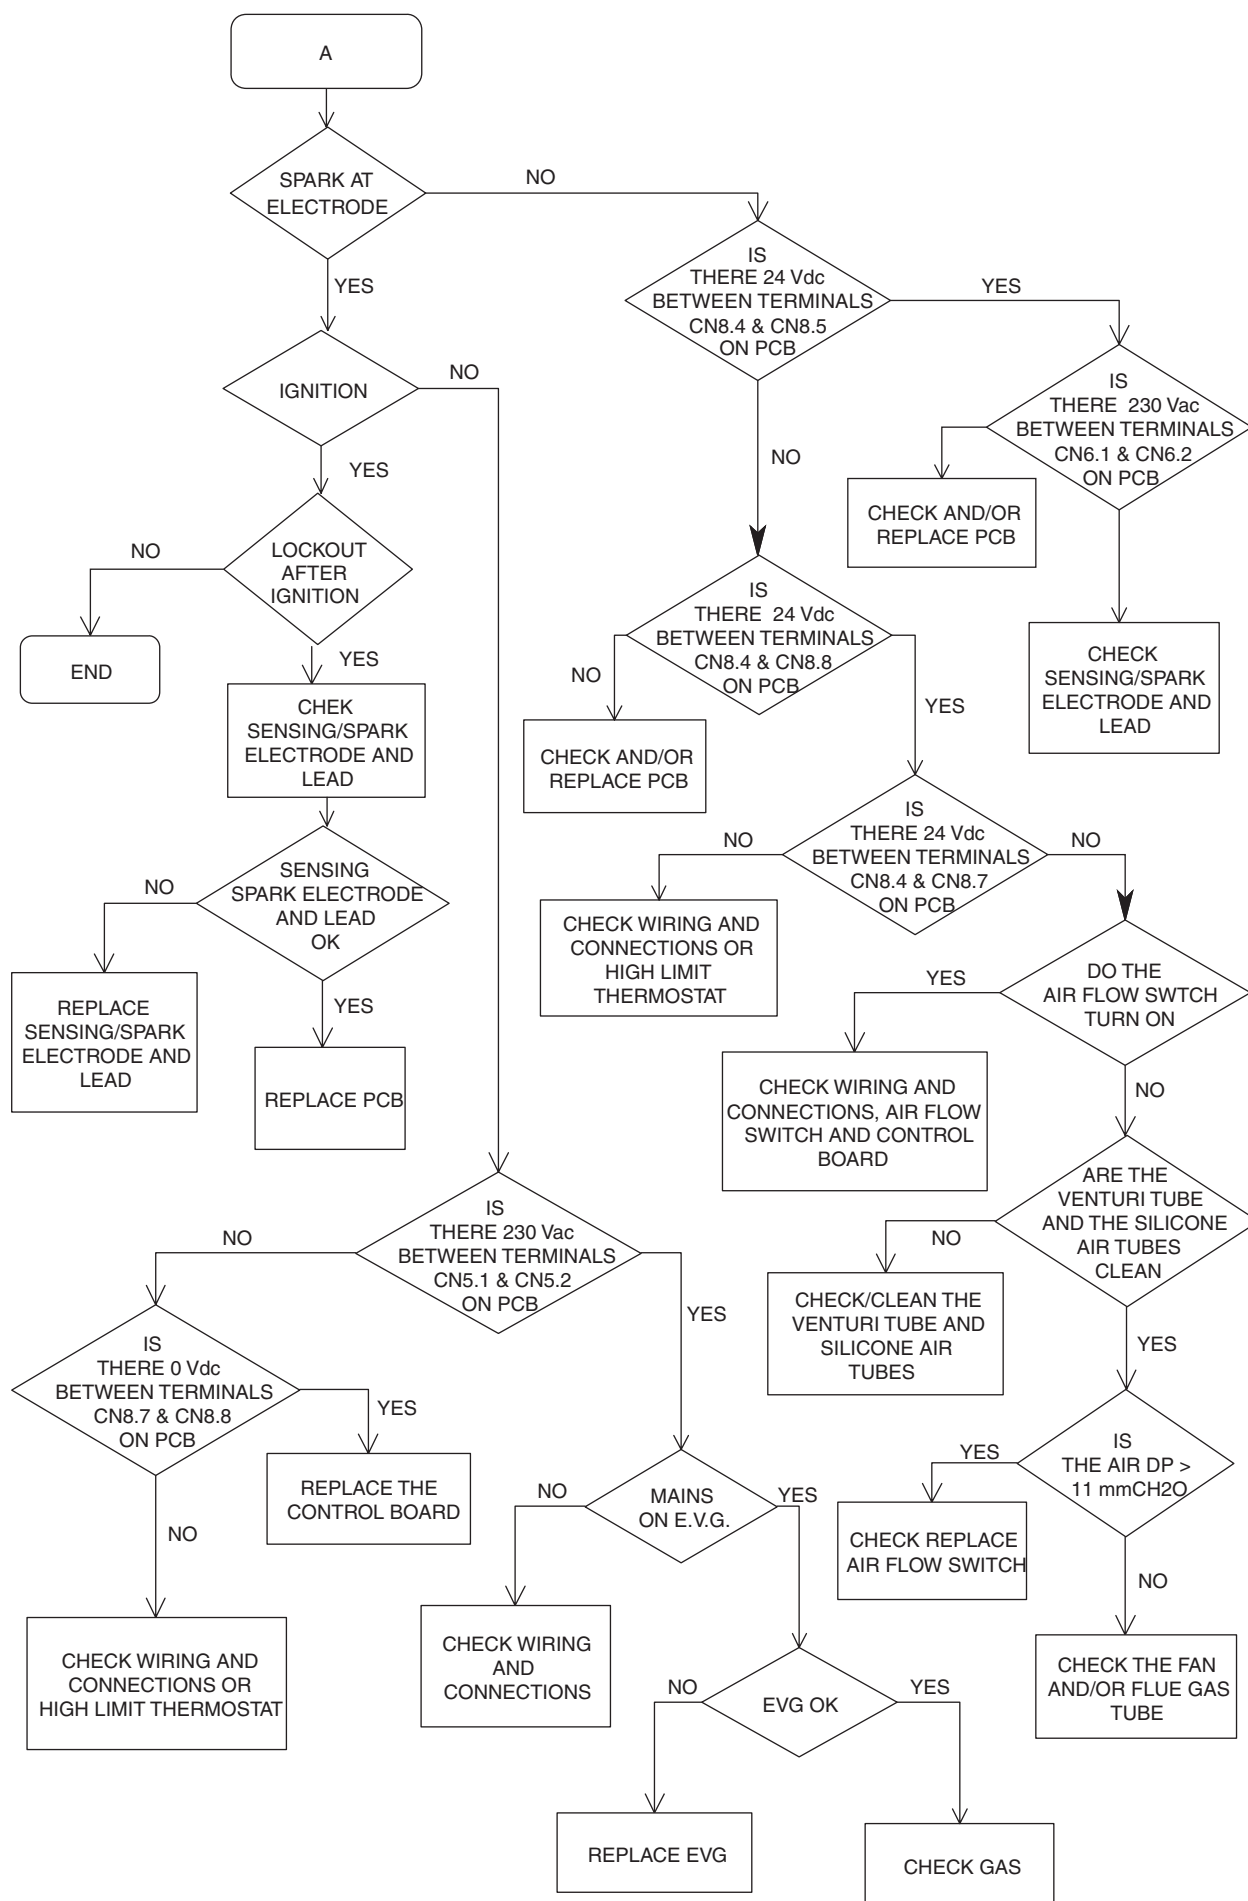 A
SPARK AT
ELECTRODE
NO
YES
IS
THERE 24 Vdc
BETWEEN TERMINALS
CN8.4 & CN8.5
ON PCB
YES
NO
IGNITION
NO
YES
IS
THERE 230 Vac
BETWEEN TERMINALS
CN6.1 & CN6.2
ON PCB
CHECK AND/OR
REPLACE PCB
CHECK
SENSING/SPARK
ELECTRODE AND
LEAD
LOCKOUT
AFTER
IGNITION
NO
YES
END
IS
THERE 24 Vdc
BETWEEN TERMINALS
CN8.4 & CN8.8
ON PCB
NO
YES
CHECK AND/OR
REPLACE PCB
CHEK
SENSING/SPARK
ELECTRODE AND
LEAD
IS
THERE 24 Vdc
BETWEEN TERMINALS
CN8.4 & CN8.7
ON PCB
NO
NO
CHECK WIRING AND
CONNECTIONS OR
HIGH LIMIT
THERMOSTAT
SENSING
SPARK ELECTRODE
AND LEAD
OK
NO
YES
REPLACE
SENSING/SPARK
ELECTRODE AND
LEAD
REPLACE PCB
DO THE
AIR FLOW SWTCH
TURN ON
YES
NO
CHECK WIRING AND
CONNECTIONS, AIR FLOW
SWITCH AND CONTROL
BOARD
ARE THE
VENTURI TUBE
AND THE SILICONE
AIR TUBES
CLEAN
NO
YES
CHECK/CLEAN THE
VENTURI TUBE AND
SILICONE AIR
TUBES
IS
THERE 230 Vac
BETWEEN TERMINALS
CN5.1 & CN5.2
ON PCB
NO
YES
IS
THERE 0 Vdc
BETWEEN TERMINALS
CN8.7 & CN8.8
ON PCB
YES
NO
REPLACE THE
CONTROL BOARD
CHECK WIRING AND
CONNECTIONS OR
HIGH LIMIT THERMOSTAT
MAINS
ON E.V.G.
NO
YES
CHECK WIRING
AND
CONNECTIONS
IS
THE AIR DP >
11 mmCH2O
YES
NO
CHECK REPLACE
AIR FLOW SWITCH
CHECK THE FAN
AND/OR FLUE GAS
TUBE
EVG OK
NO
YES
REPLACE EVG
CHECK GAS